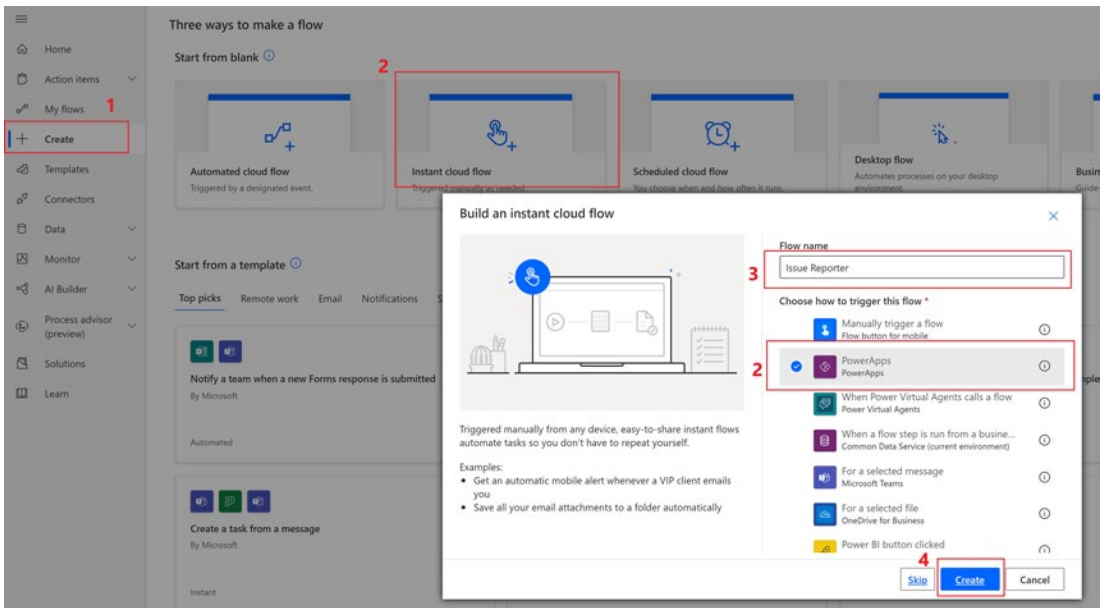 Home
Action items
My flows
1
Create
Templates
Connectors
Data
Monitor
AI Builder
Process advisor
(preview)
Solutions
Learn
Three ways to make a flow
Start from blank
2
Automated cloud flow
Triggered by a designated event.
Instant cloud flow
Triggered manually as needed.
Scheduled cloud flow
You choose when and how often it runs.
Desktop flow
Automates processes on your desktop
environment.
Start from a template
Top picks
Remote work
Email
Notifications
Notify a team when a new Forms response is submitted
By Microsoft
Automated
Create a task from a message
By Microsoft
Instant
Build an instant cloud flow
Triggered manually from any device, easy-to-share instant flows
automate tasks so you don't have to repeat yourself.
Examples:
Get an automatic mobile alert whenever a VIP client emails
you
Save all your email attachments to a folder automatically
Flow name
3
Issue Reporter
Choose how to trigger this flow *
Manually trigger a flow
Flow button for mobile
2
PowerApps
PowerApps
When Power Virtual Agents calls a flow
Power Virtual Agents
When a flow step is run from a busine...
Common Data Service (current environment)
For a selected message
Microsoft Teams
For a selected file
OneDrive for Business
Power BI button clicked
4
Skip
Create
Cancel